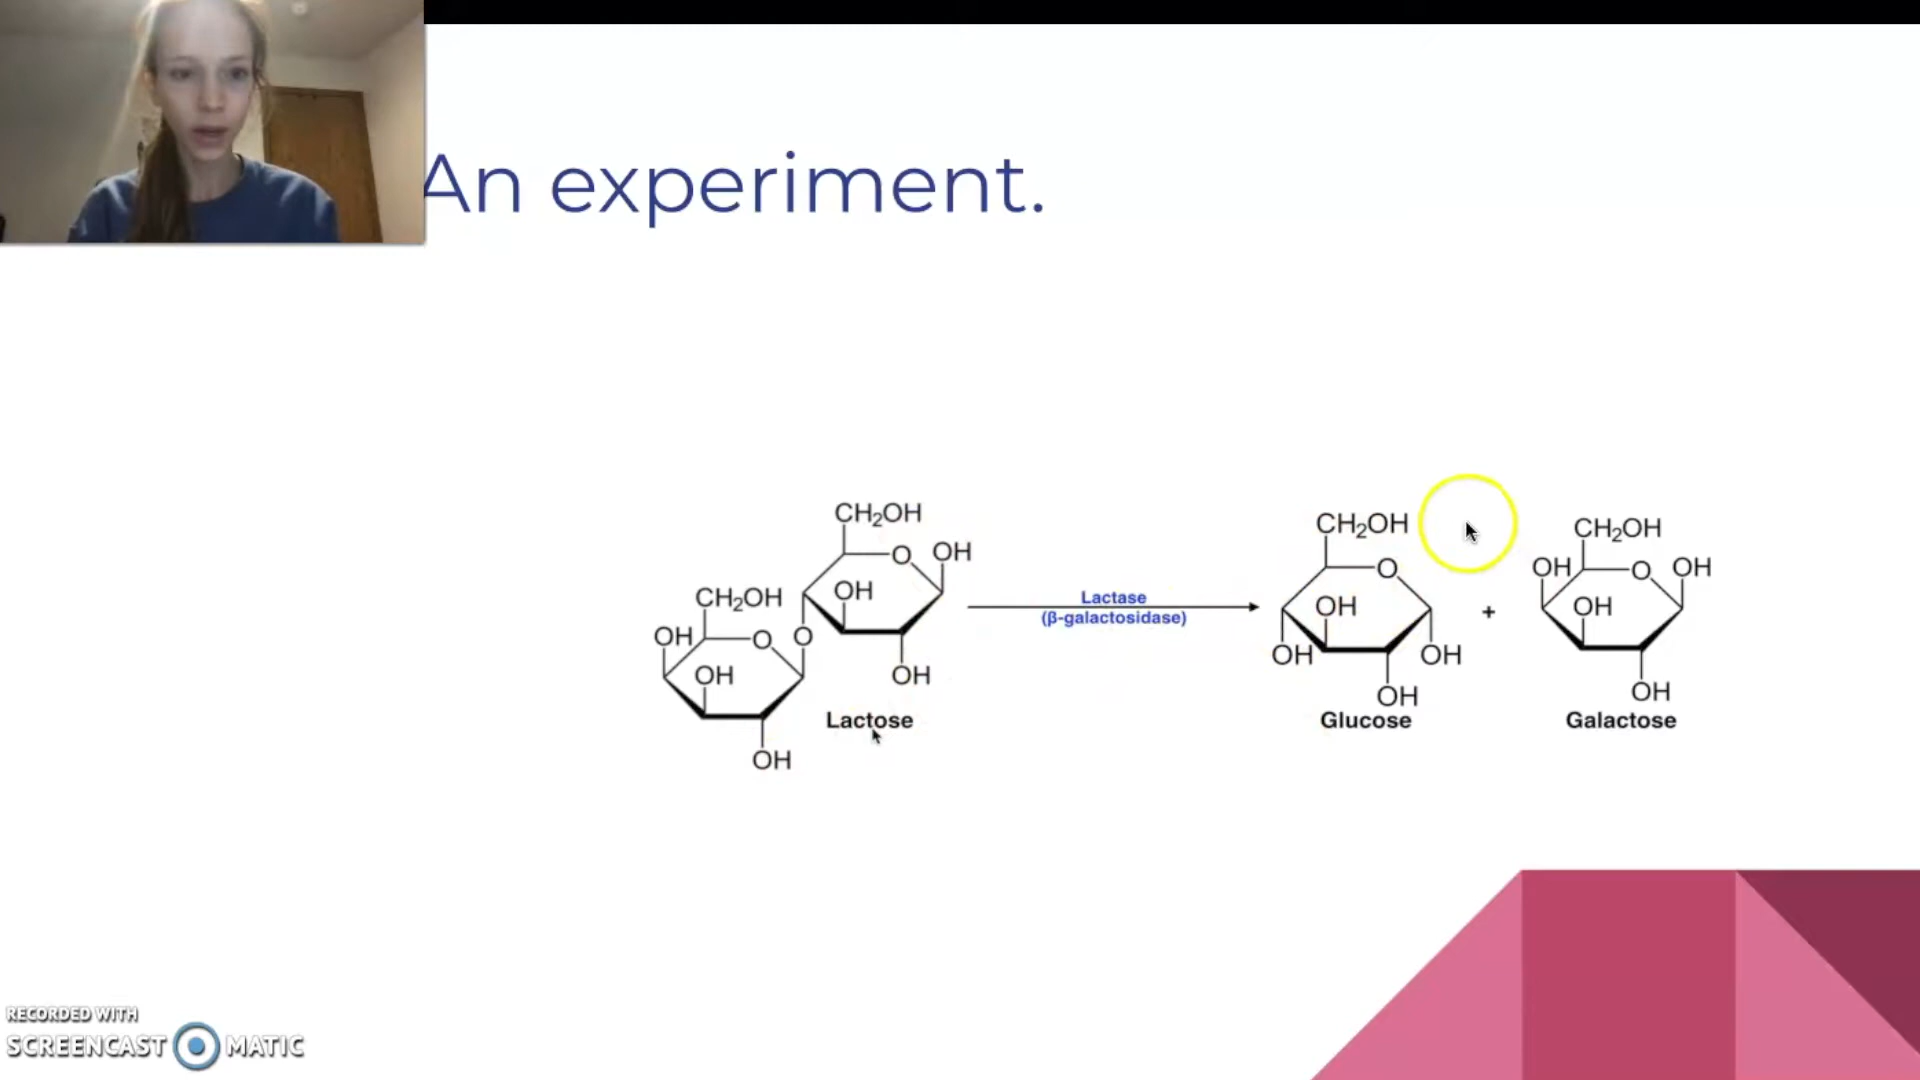 An experiment.
CH₂OH
O
OH
OH
OH
CH₂OH
OH
O
O
OH
OH
Lactose
Lactase
(β-galactosidase)
CH₂OH
O
OH
OH
OH
OH
Glucose
+
CH₂OH
OH
O
OH
OH
OH
Galactose
RECORDED WITH
SCREENCAST MATIC